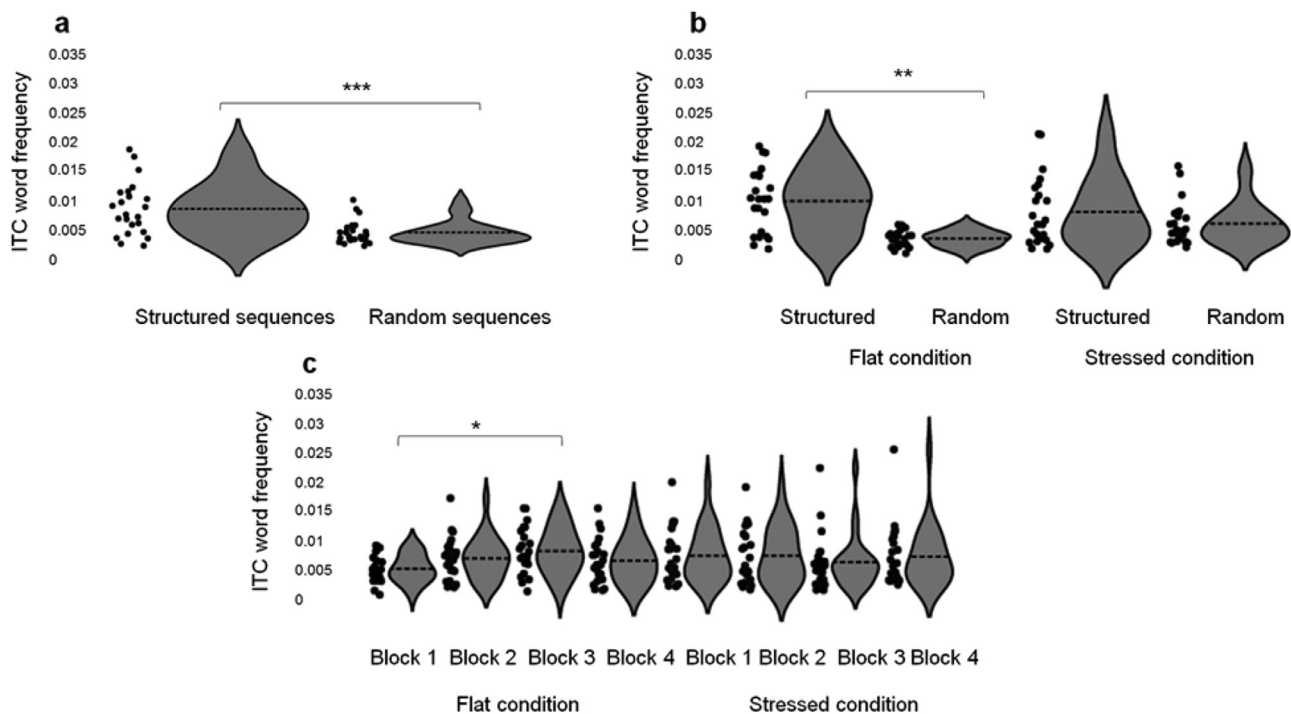 a
ITC word frequency
0.035
0.03
0.025
0.02
0.015
0.01
0.005
0
***
Structured sequences Random sequences
b
ITC word frequency
0.035
0.03
0.025
0.02
0.015
0.01
0.005
0
**
Structured Random Structured Random
Flat condition Stressed condition
c
ITC word frequency
0.035
0.03
0.025
0.02
0.015
0.01
0.005
0
*
Block 1 Block 2 Block 3 Block 4 Block 1 Block 2 Block 3 Block 4
Flat condition Stressed condition